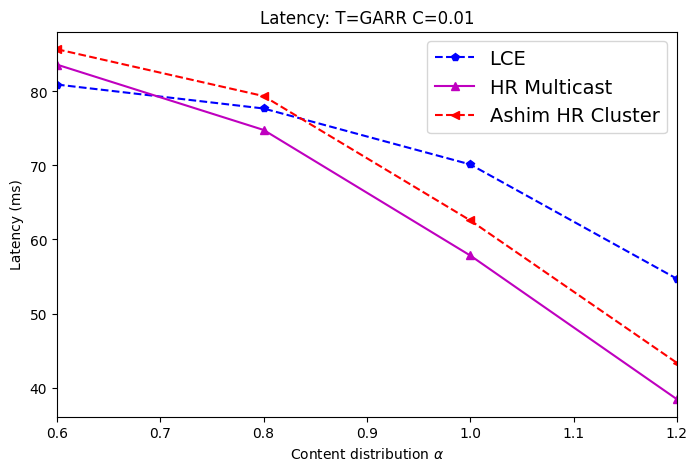 Latency: T=GARR C=0.01
LCE
HR Multicast
Ashim HR Cluster
Latency (ms)
80
70
60
50
40
0.6 0.7 0.8 0.9 1.0 1.1 1.2
Content distribution α